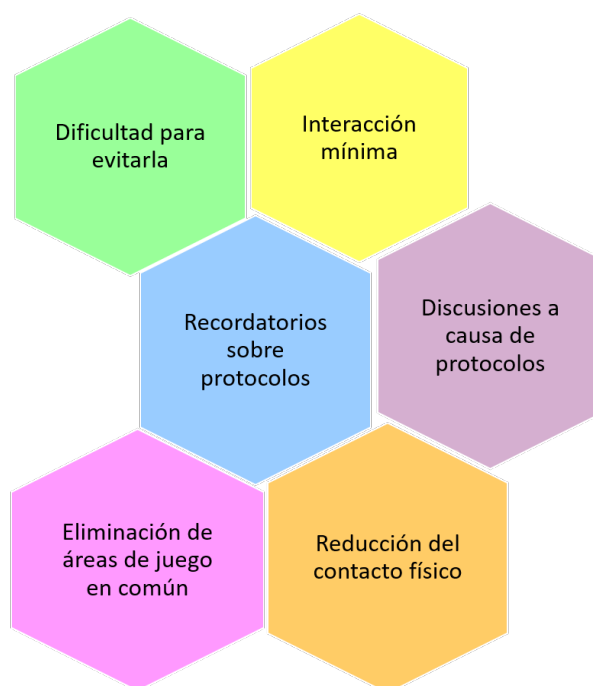 Dificultad para
evitarla
Interacción
mínima
Recordatorios
sobre
protocolos
Discusiones a
causa de
protocolos
Eliminación de
áreas de juego
en común
Reducción del
contacto físico